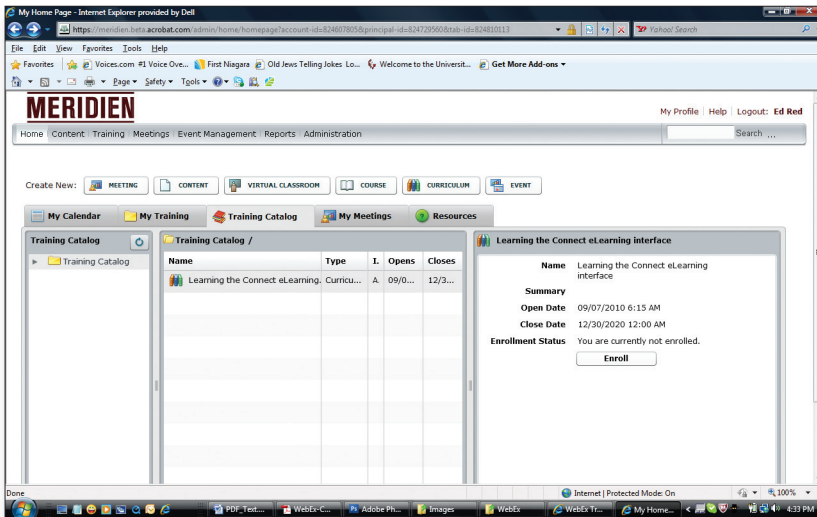 My Home Page - Internet Explorer provided by Dell
https://meridien.beta.acrobat.com/admin/home/homepage?account-id=824607805&principal-id=824729560&tab-id=824810113
Yahoo! Search
File Edit View Favorites Tools Help
Favorites Voices.com #1 Voice Ove... First Niagara Old Jews Telling Jokes Lo... Welcome to the Universit... Get More Add-ons
Page Safety Tools
MERIDIEN
My Profile Help Logout: Ed Red
Home Content Training Meetings Event Management Reports Administration
Search ...
Create New: MEETING CONTENT VIRTUAL CLASSROOM COURSE CURRICULUM EVENT
My Calendar My Training Training Catalog My Meetings Resources
Training Catalog Training Catalog / Learning the Connect eLearning interface
Training Catalog
Name Type I. Opens Closes
Learning the Connect eLearning. Curricu... A 09/0... 12/3...
Name Learning the Connect eLearning
interface
Summary
Open Date 09/07/2010 6:15 AM
Close Date 12/30/2020 12:00 AM
Enrollment Status You are currently not enrolled.
Enroll
Done Internet | Protected Mode: On 100%
PDF_Text.... WebEx-C... Adobe Ph... Images WebEx WebEx Tr... My Home... 4:33 PM